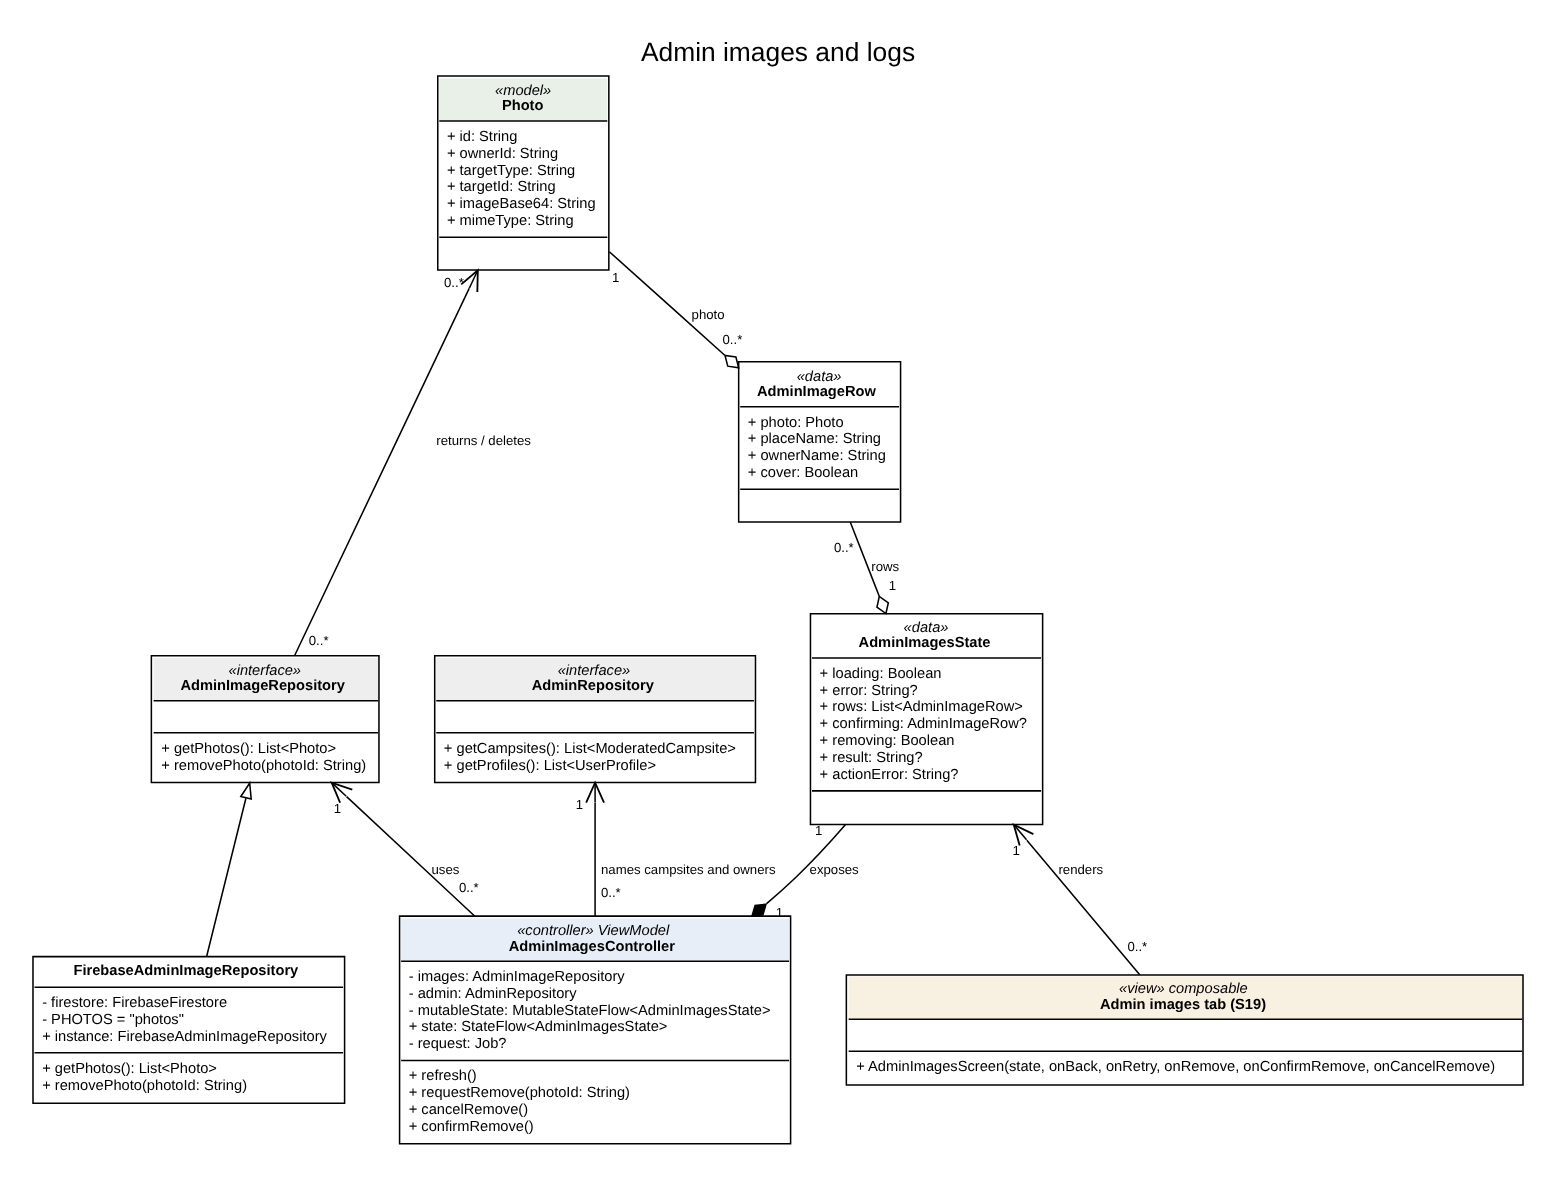 Admin images and logs
«model»
Photo
+ id: String
+ ownerId: String
+ targetType: String
+ targetId: String
+ imageBase64: String
+ mimeType: String
0..*
1
photo
0..*
«data»
AdminImageRow
+ photo: Photo
+ placeName: String
+ ownerName: String
+ cover: Boolean
returns / deletes
0..*
rows
1
0..*
«interface»
AdminImageRepository
+ getPhotos(): List<Photo>
+ removePhoto(photoId: String)
«interface»
AdminRepository
+ getCampsites(): List<ModeratedCampsite>
+ getProfiles(): List<UserProfile>
«data»
AdminImagesState
+ loading: Boolean
+ error: String?
+ rows: List<AdminImageRow>
+ confirming: AdminImageRow?
+ removing: Boolean
+ result: String?
+ actionError: String?
1
uses
0..*
1
names campsites and owners
0..*
1
exposes
1
1
renders
0..*
FirebaseAdminImageRepository
- firestore: FirebaseFirestore
- PHOTOS = "photos"
+ instance: FirebaseAdminImageRepository
+ getPhotos(): List<Photo>
+ removePhoto(photoId: String)
«controller» ViewModel
AdminImagesController
- images: AdminImageRepository
- admin: AdminRepository
- mutableState: MutableStateFlow<AdminImagesState>
+ state: StateFlow<AdminImagesState>
- request: Job?
+ refresh()
+ requestRemove(photoId: String)
+ cancelRemove()
+ confirmRemove()
«view» composable
Admin images tab (S19)
+ AdminImagesScreen(state, onBack, onRetry, onRemove, onConfirmRemove, onCancelRemove)